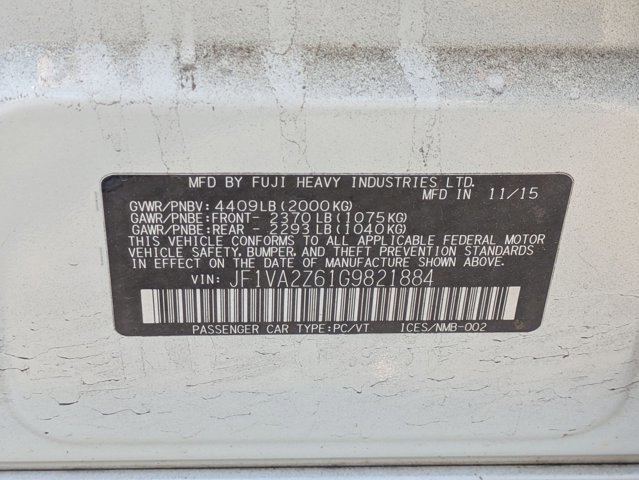 MFD BY FUJI HEAVY INDUSTRIES LTD.
MFD IN 11/15
GVWR/PNBV: 4409LB(2000KG)
GAWR/PNBE:FRONT- 2370LB(1075KG)
GAWR/PNBE:REAR - 2293LB(1040KG)
THIS VEHICLE CONFORMS TO ALL APPLICABLE FEDERAL MOTOR
VEHICLE SAFETY, BUMPER, AND THEFT PREVENTION STANDARDS
IN EFFECT ON THE DATE OF MANUFACTURE SHOWN ABOVE.
VIN: JF1VA2Z61G9821884
PASSENGER CAR TYPE:PC/VT ICES/NMB-002